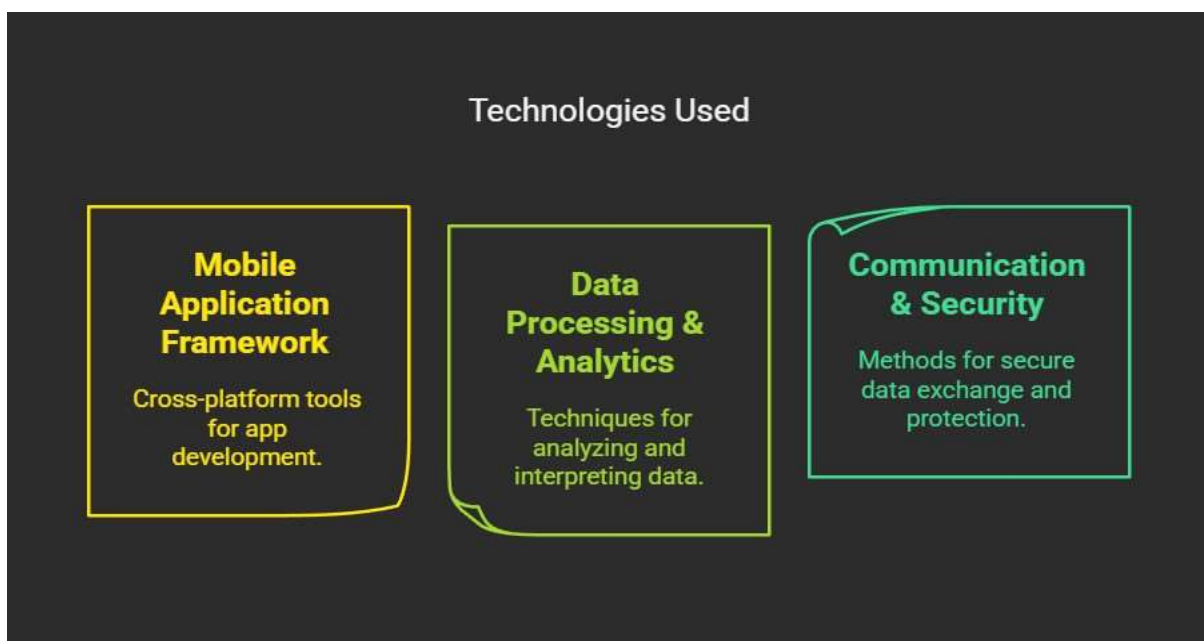 Technologies Used
Mobile
Application
Framework
Cross-platform tools
for app
development.
Data
Processing &
Analytics
Techniques for
analyzing and
interpreting data.
Communication
& Security
Methods for secure
data exchange and
protection.